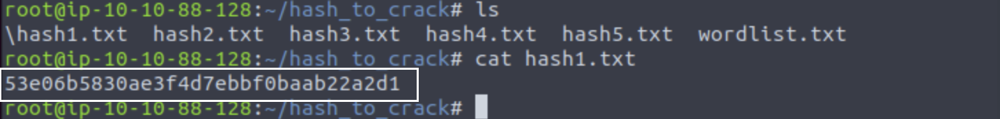 root@ip-10-10-88-128:~/hash_to_crack# ls
\hash1.txt  hash2.txt  hash3.txt  hash4.txt  hash5.txt  wordlist.txt
root@ip-10-10-88-128:~/hash_to_crack# cat hash1.txt
53e06b5830ae3f4d7ebbf0baab22a2d1
root@ip-10-10-88-128:~/hash_to_crack#